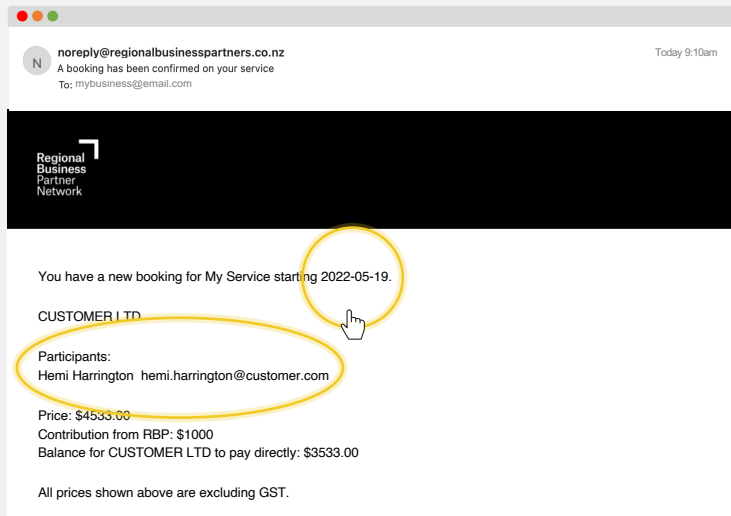 N
noreply@regionalbusinesspartners.co.nz
Today 9:10am
A booking has been confirmed on your service
To: mybusiness@email.com
Regional
Business
Partner
Network
You have a new booking for My Service starting 2022-05-19.
CUSTOMER LTD
Participants:
Hemi Harrington hemi.harrington@customer.com
Price: $4533.00
Contribution from RBP: $1000
Balance for CUSTOMER LTD to pay directly: $3533.00
All prices shown above are excluding GST.